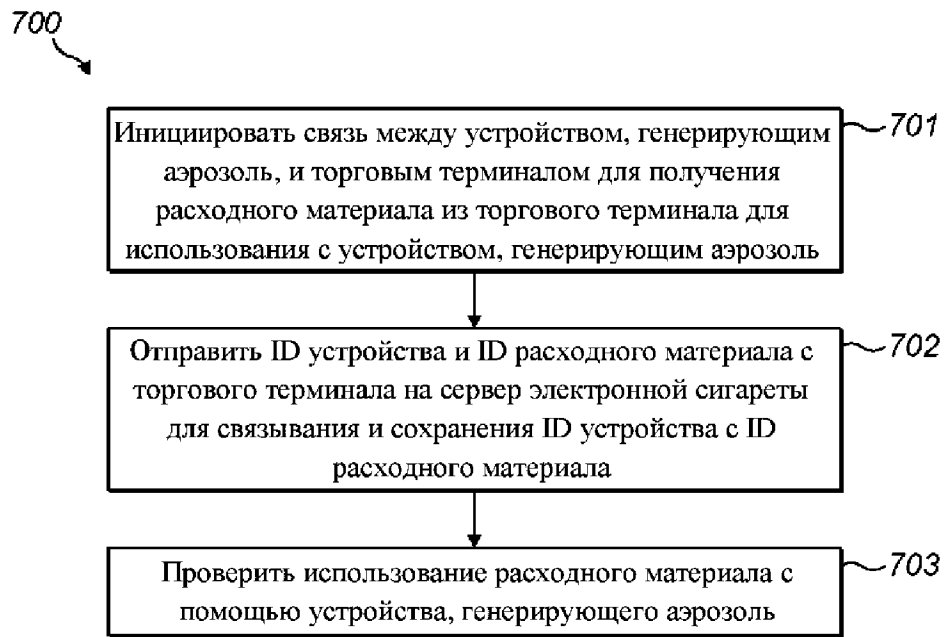 700
Инициировать связь между устройством, генерирующим
аэрозоль, и торговым терминалом для получения
расходного материала из торгового терминала для
использования с устройством, генерирующим аэрозоль
701
Отправить ID устройства и ID расходного материала с
торгового терминала на сервер электронной сигареты
для связывания и сохранения ID устройства с ID
расходного материала
702
Проверить использование расходного материала с
помощью устройства, генерирующего аэрозоль
703